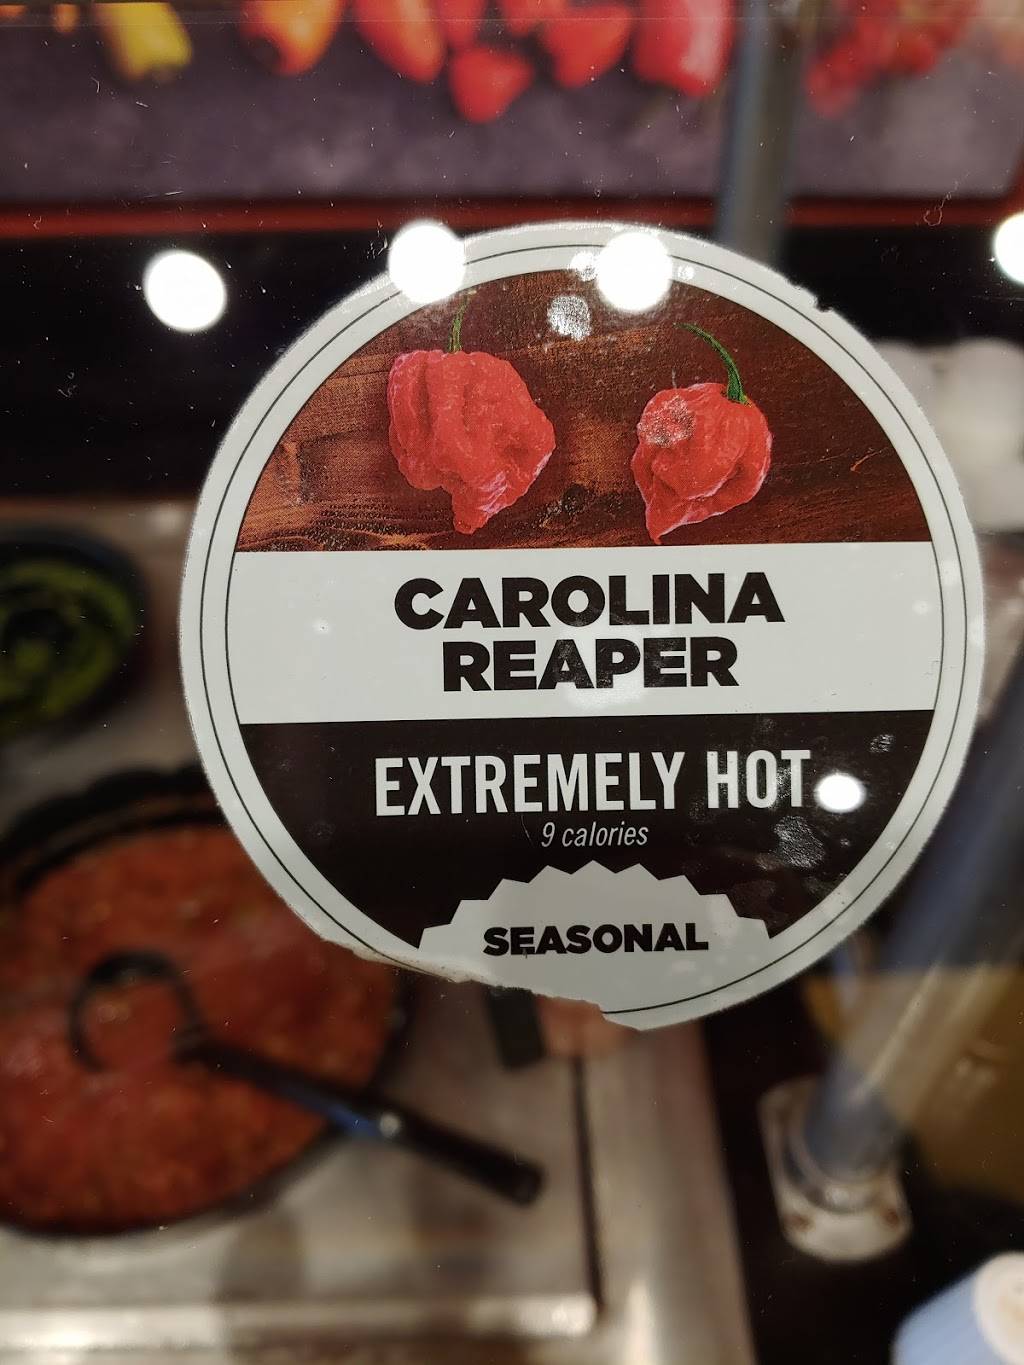 CAROLINA
REAPER
EXTREMELY HOT
9 calories
SEASONAL